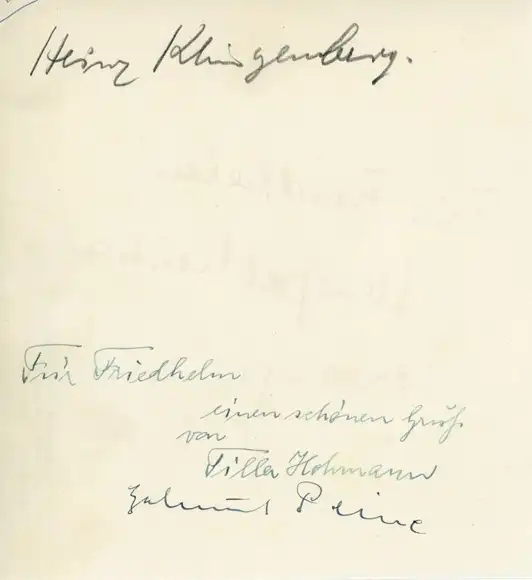 Heinz Klingenberg.
Für Friedhelm
einen schönen Gruß
von
Tilla Hohmann
Helmut Peine